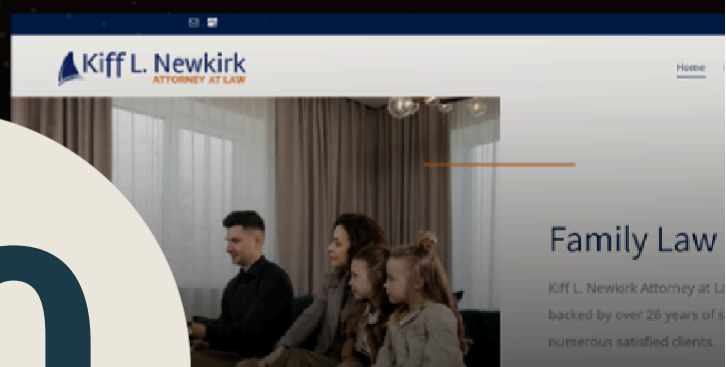 Kiff L. Newkirk
ATTORNEY AT LAW
Home
Family Law
Kiff L. Newkirk Attorney at
backed by over 26 years of
numerous satisfied clients.